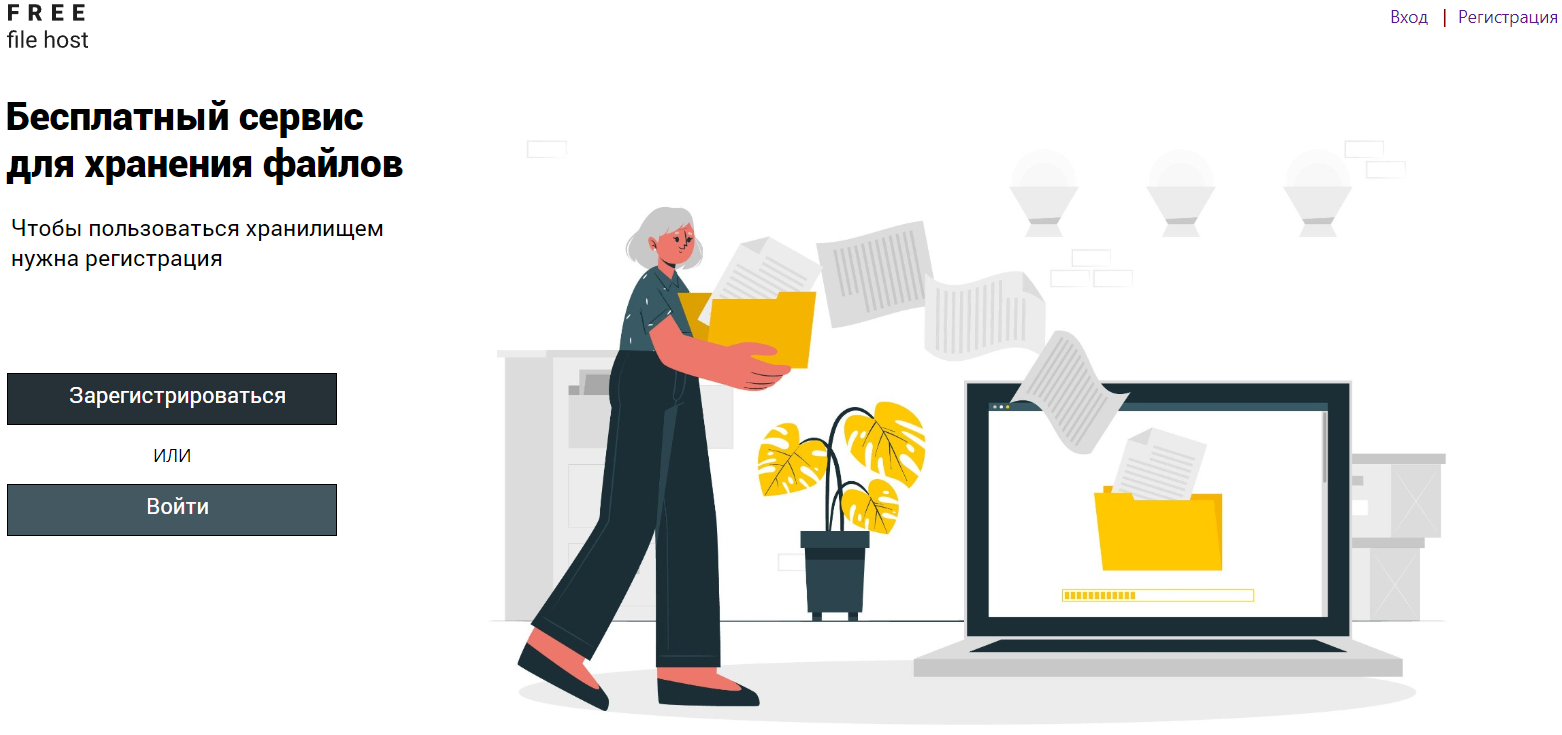 FREE
file host
Вход | Регистрация
Бесплатный сервис
для хранения файлов
Чтобы пользоваться хранилищем
нужна регистрация
Зарегистрироваться
ИЛИ
Войти